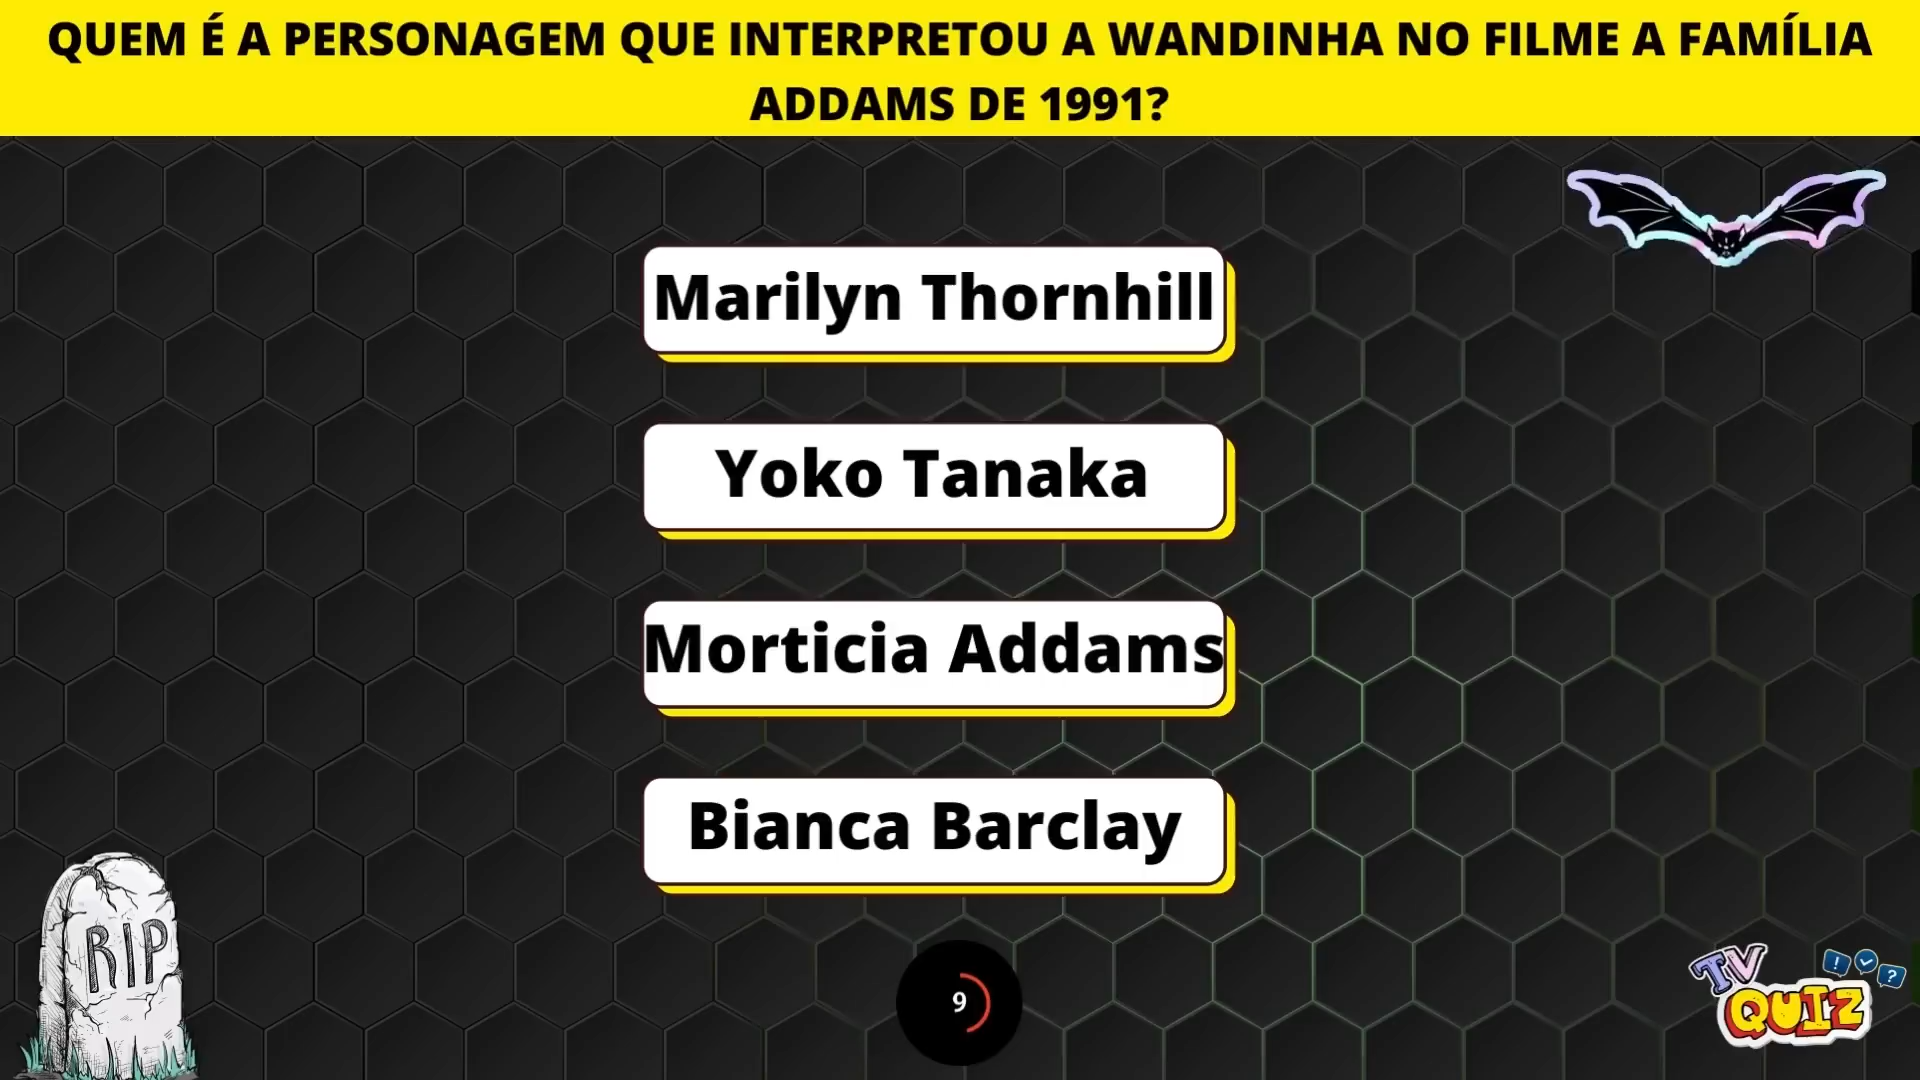 QUEM É A PERSONAGEM QUE INTERPRETOU A WANDINHA NO FILME A FAMÍLIA
ADDAMS DE 1991?
Marilyn Thornhill
Yoko Tanaka
Morticia Addams
Bianca Barclay
RIP
9
TV
QUIZ
! ?